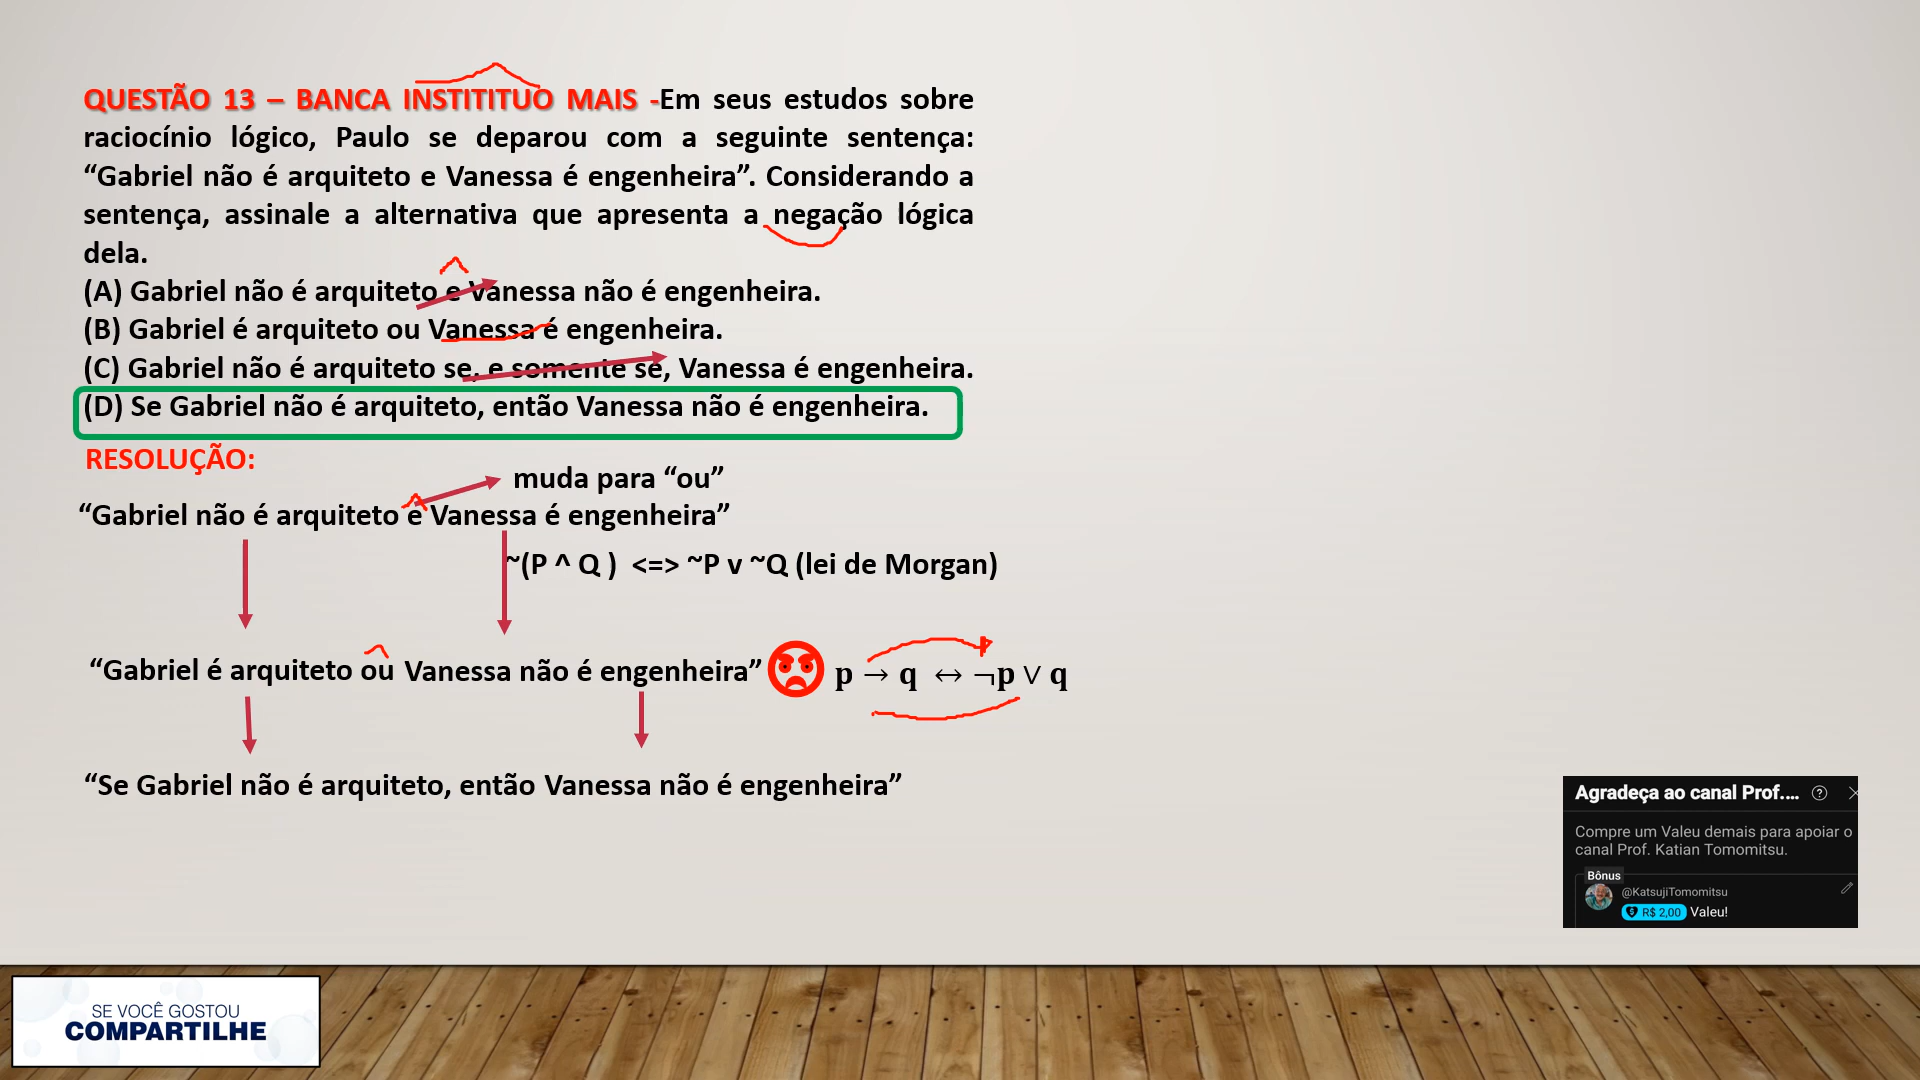 QUESTÃO 13 – BANCA INSTITITUO MAIS -Em seus estudos sobre
raciocínio lógico, Paulo se deparou com a seguinte sentença:
“Gabriel não é arquiteto e Vanessa é engenheira”. Considerando a
sentença, assinale a alternativa que apresenta a negação lógica
dela.
(A) Gabriel não é arquiteto e Vanessa não é engenheira.
(B) Gabriel é arquiteto ou Vanessa é engenheira.
(C) Gabriel não é arquiteto se, e somente se, Vanessa é engenheira.
(D) Se Gabriel não é arquiteto, então Vanessa não é engenheira.
RESOLUÇÃO:
muda para “ou”
“Gabriel não é arquiteto e Vanessa é engenheira”
~(P ^ Q ) <=> ~P v ~Q (lei de Morgan)
“Gabriel é arquiteto ou Vanessa não é engenheira” p → q ↔ ¬p ∨ q
“Se Gabriel não é arquiteto, então Vanessa não é engenheira”
Agradeça ao canal Prof....
Compre um Valeu demais para apoiar o
canal Prof. Katian Tomomitsu.
Bônus
@KatsujiTomomitsu
R$ 2,00 Valeu!
SE VOCÊ GOSTOU
COMPARTILHE